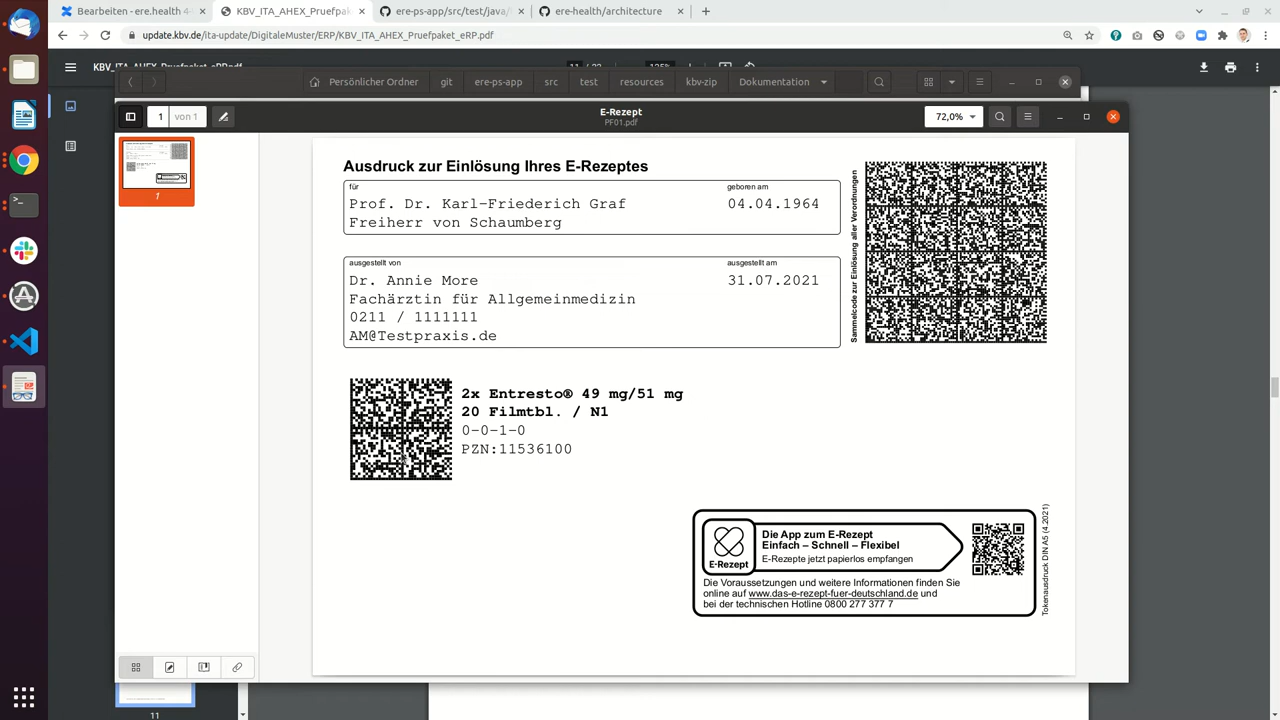 Bearbeiten - ere.health 4-
KBV_ITA_AHEX_Pruefpak
ere-ps-app/src/test/java/
ere-health/architecture
update.kbv.de/ita-update/DigitaleMuster/ERP/KBV_ITA_AHEX_Pruefpaket_eRP.pdf
Persönlicher Ordner
git
ere-ps-app
src
test
resources
kbv-zip
Dokumentation
1
von 1
E-Rezept
PF01.pdf
72,0%
1
Ausdruck zur Einlösung Ihres E-Rezeptes
für
geboren am
Prof. Dr. Karl-Friederich Graf
04.04.1964
Freiherr von Schaumberg
ausgestellt von
ausgestellt am
Dr. Annie More
31.07.2021
Fachärztin für Allgemeinmedizin
0211 / 1111111
AM@Testpraxis.de
Sammelcode zur Einlösung aller Verordnungen
2x Entresto® 49 mg/51 mg
20 Filmtbl. / N1
0-0-1-0
PZN:11536100
E-Rezept
Die App zum E-Rezept
Einfach – Schnell – Flexibel
E-Rezepte jetzt papierlos empfangen
Die Voraussetzungen und weitere Informationen finden Sie
online auf www.das-e-rezept-fuer-deutschland.de und
bei der technischen Hotline 0800 277 377 7
Tokenausdruck DIN A5 (4.2021)
11